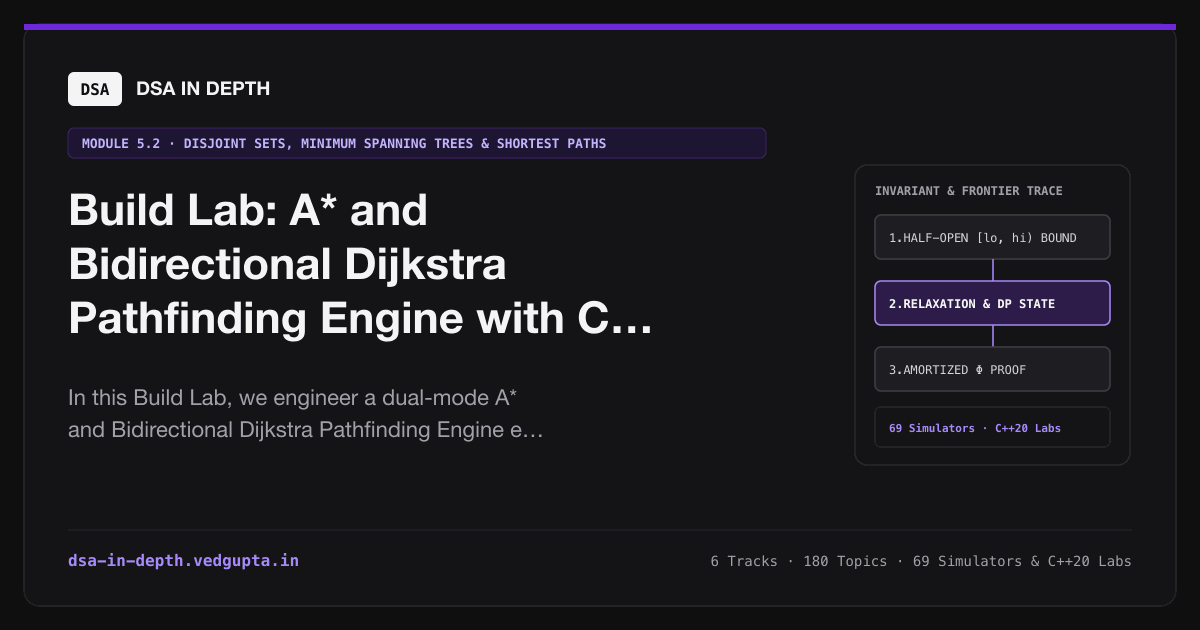 DSA
DSA IN DEPTH
MODULE 5.2 · DISJOINT SETS, MINIMUM SPANNING TREES & SHORTEST PATHS
Build Lab: A* and
Bidirectional Dijkstra
Pathfinding Engine with C…
In this Build Lab, we engineer a dual-mode A*
and Bidirectional Dijkstra Pathfinding Engine e…
INVARIANT & FRONTIER TRACE
1.HALF-OPEN [lo, hi) BOUND
2.RELAXATION & DP STATE
3.AMORTIZED Φ PROOF
69 Simulators · C++20 Labs
dsa-in-depth.vedgupta.in
6 Tracks · 180 Topics · 69 Simulators & C++20 Labs